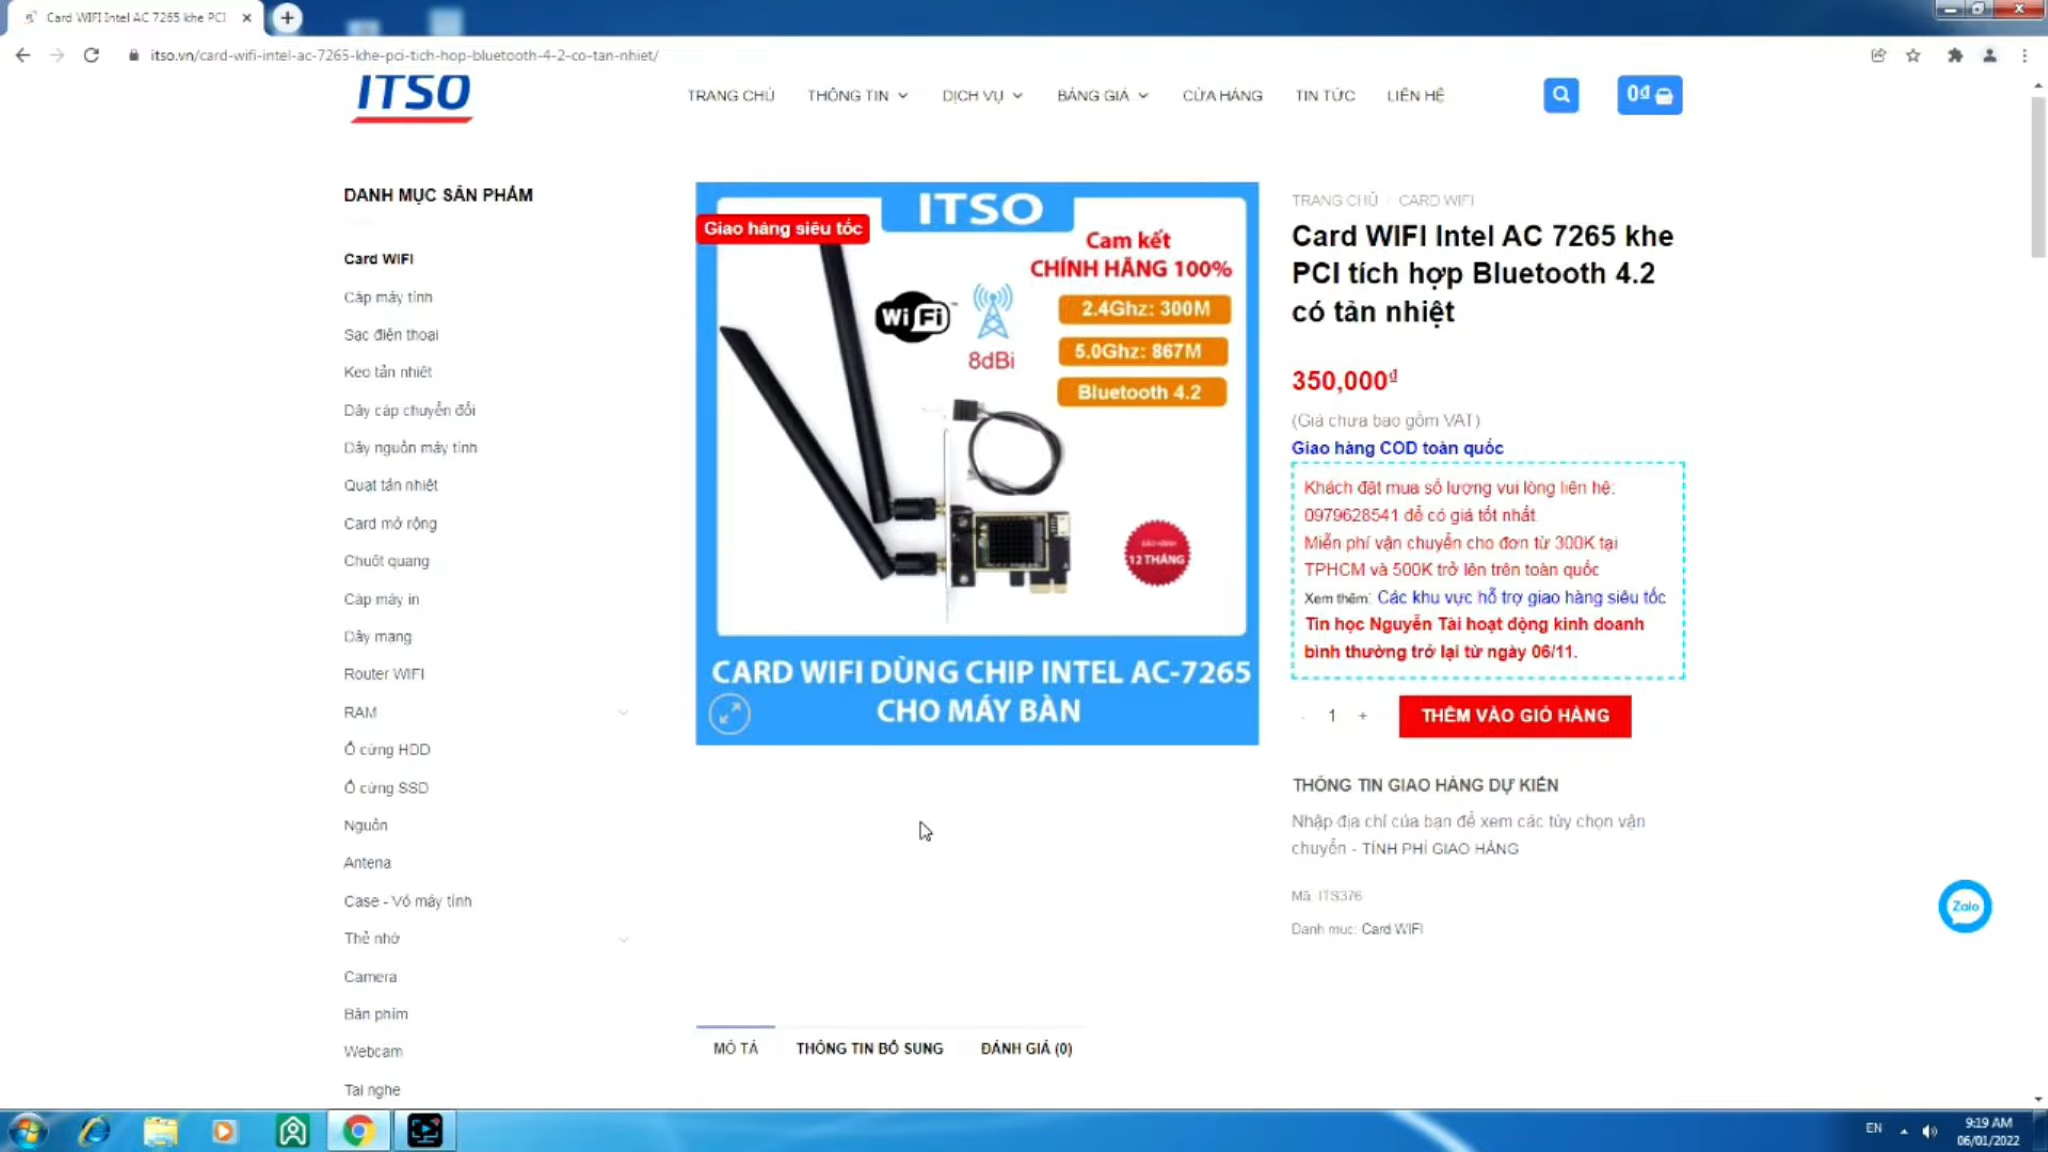 Card WIFI Intel AC 7265 khe PCI
itso.vn/card-wifi-intel-ac-7265-khe-pci-tich-hop-bluetooth-4-2-co-tan-nhiet/
ITSO
TRANG CHỦ
THÔNG TIN
DỊCH VỤ
BẢNG GIÁ
CỬA HÀNG
TIN TỨC
LIÊN HỆ
0₫
DANH MỤC SẢN PHẨM
Card WIFI
Cáp máy tính
Sạc điện thoại
Keo tản nhiệt
Dây cáp chuyển đổi
Dây nguồn máy tính
Quạt tản nhiệt
Card mở rộng
Chuột quang
Cáp máy in
Dây mạng
Router WIFI
RAM
Ổ cứng HDD
Ổ cứng SSD
Nguồn
Antena
Case - Vỏ máy tính
Thẻ nhớ
Camera
Bàn phím
Webcam
Tai nghe
ITSO
Giao hàng siêu tốc
Cam kết
CHÍNH HÃNG 100%
WiFi
8dBi
2.4Ghz: 300M
5.0Ghz: 867M
Bluetooth 4.2
BẢO HÀNH
12 THÁNG
CARD WIFI DÙNG CHIP INTEL AC-7265
CHO MÁY BÀN
TRANG CHỦ / CARD WIFI
Card WIFI Intel AC 7265 khe
PCI tích hợp Bluetooth 4.2
có tản nhiệt
350,000₫
(Giá chưa bao gồm VAT)
Giao hàng COD toàn quốc
Khách đặt mua số lượng vui lòng liên hệ:
0979628541 để có giá tốt nhất
Miễn phí vận chuyển cho đơn từ 300K tại
TPHCM và 500K trở lên trên toàn quốc
Xem thêm: Các khu vực hỗ trợ giao hàng siêu tốc
Tin học Nguyễn Tài hoạt động kinh doanh
bình thường trở lại từ ngày 06/11.
- 1 +
THÊM VÀO GIỎ HÀNG
THÔNG TIN GIAO HÀNG DỰ KIẾN
Nhập địa chỉ của bạn để xem các tùy chọn vận
chuyển - TÍNH PHÍ GIAO HÀNG
Mã: ITS376
Danh mục: Card WIFI
Zalo
MÔ TẢ
THÔNG TIN BỔ SUNG
ĐÁNH GIÁ (0)
EN
9:19 AM
06/01/2022